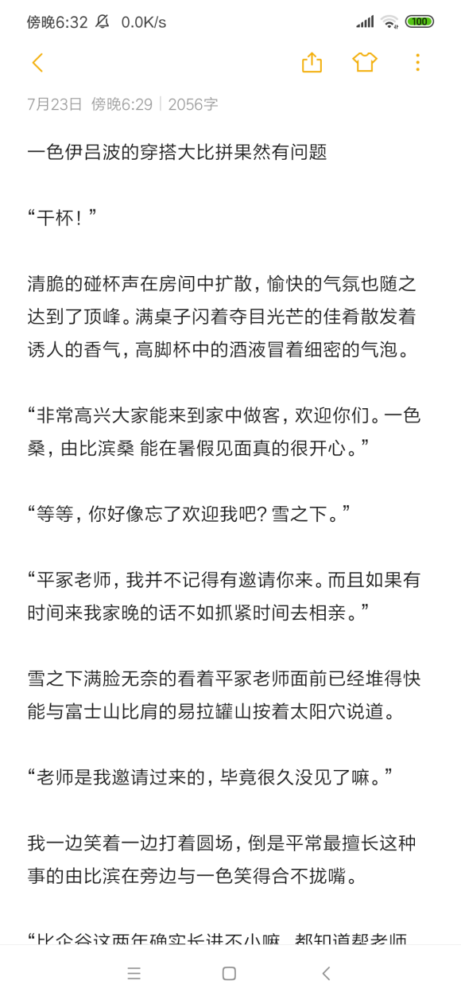 傍晚6:32 0.0K/s 100
7月23日 傍晚6:29 | 2056字
一色伊吕波的穿搭大比拼果然有问题
“干杯！”
清脆的碰杯声在房间中扩散，愉快的气氛也随之
达到了顶峰。满桌子闪着夺目光芒的佳肴散发着
诱人的香气，高脚杯中的酒液冒着细密的气泡。
“非常高兴大家能来到家中做客，欢迎你们。一色
桑，由比滨桑 能在暑假见面真的很开心。”
“等等，你好像忘了欢迎我吧？雪之下。”
“平冢老师，我并不记得有邀请你来。而且如果有
时间来我家晚的话不如抓紧时间去相亲。”
雪之下满脸无奈的看着平冢老师面前已经堆得快
能与富士山比肩的易拉罐山按着太阳穴说道。
“老师是我邀请过来的，毕竟很久没见了嘛。”
我一边笑着一边打着圆场，倒是平常最擅长这种
事的由比滨在旁边与一色笑得合不拢嘴。
“比企谷这两年确实长进不小嘛，都知道帮老师